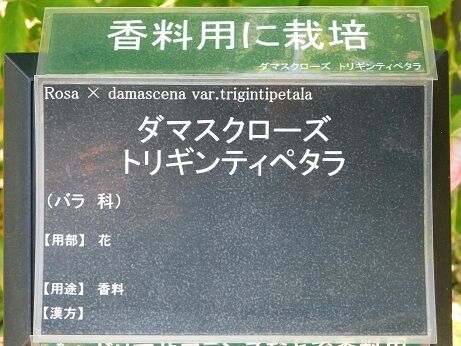 香料用に栽培
ダマスクローズ トリギンティペタラ
Rosa × damascena var.trigintipetala
ダマスクローズ
トリギンティペタラ
（バラ 科）
【用部】 花
【用途】 香料
【漢方】